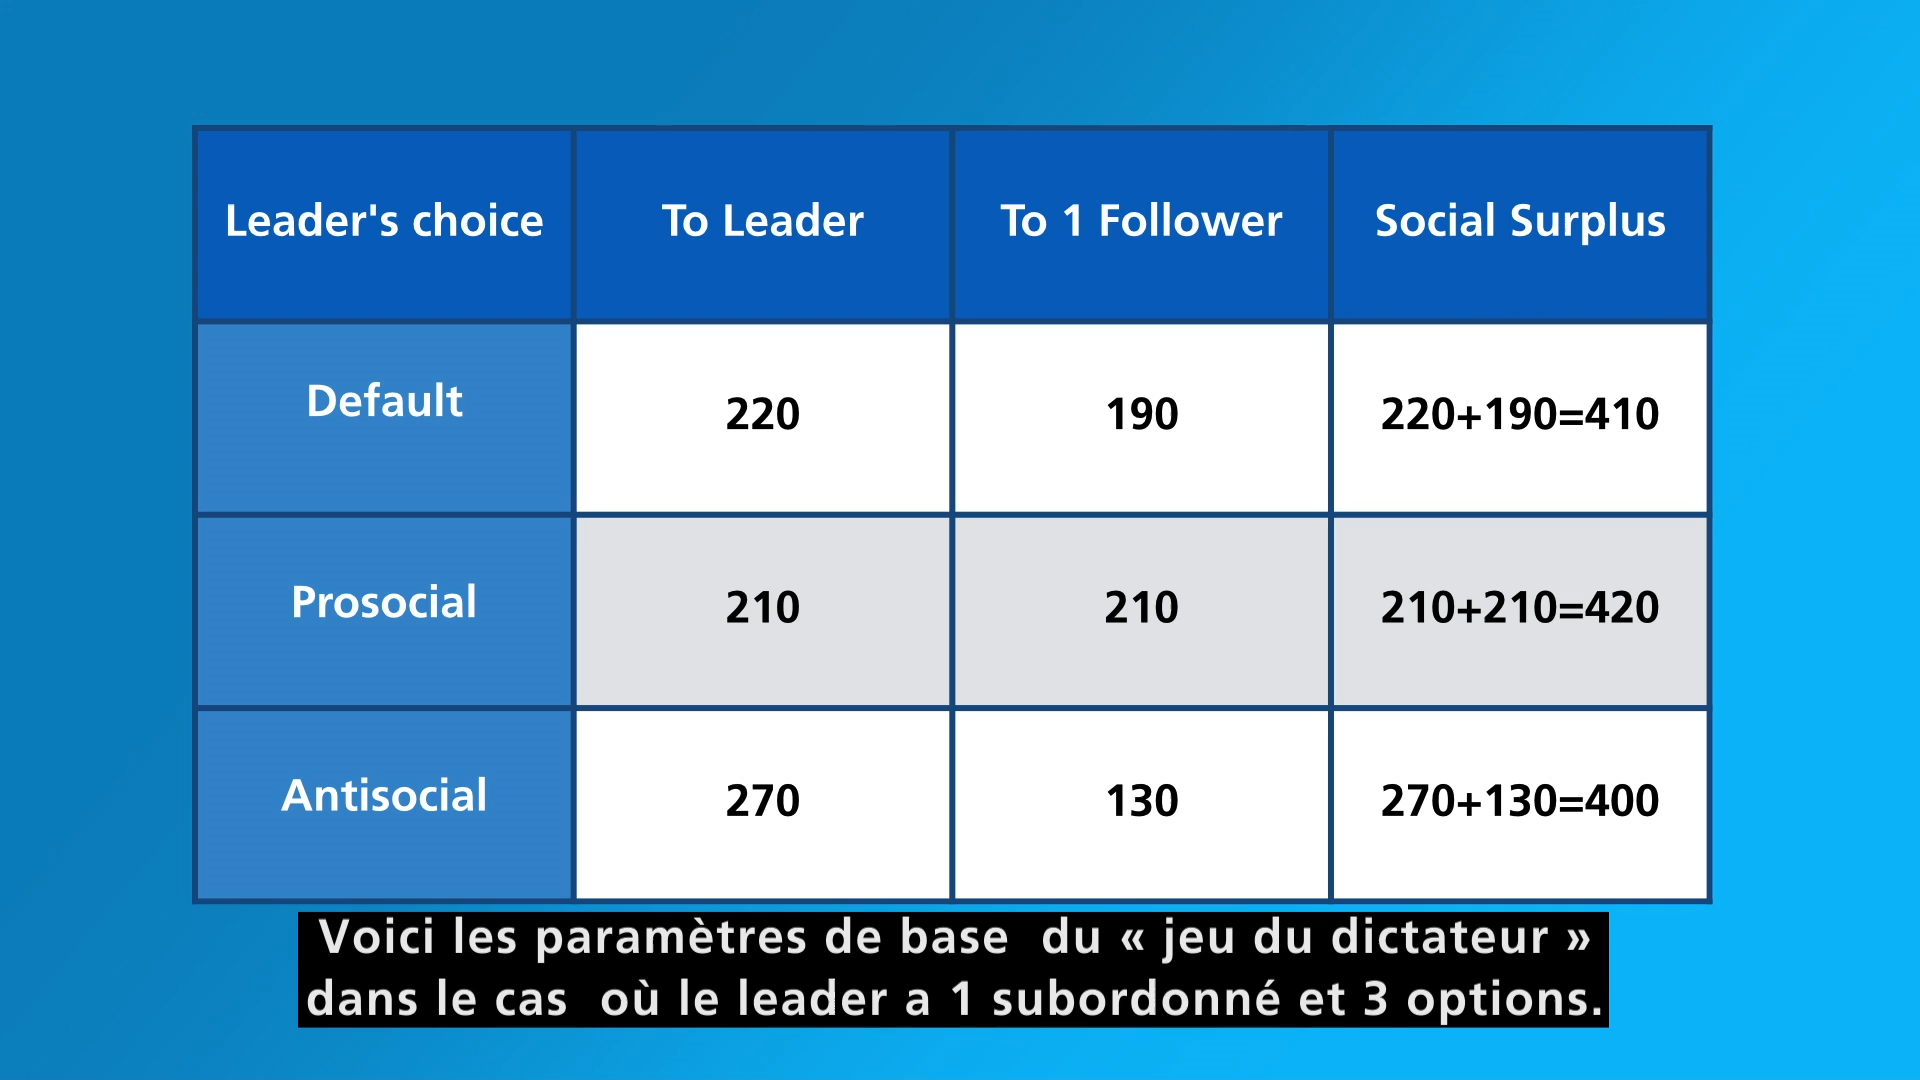 Leader's choice To Leader To 1 Follower Social Surplus
Default 220 190 220+190=410
Prosocial 210 210 210+210=420
Antisocial 270 130 270+130=400
Voici les paramètres de base du « jeu du dictateur »
dans le cas où le leader a 1 subordonné et 3 options.